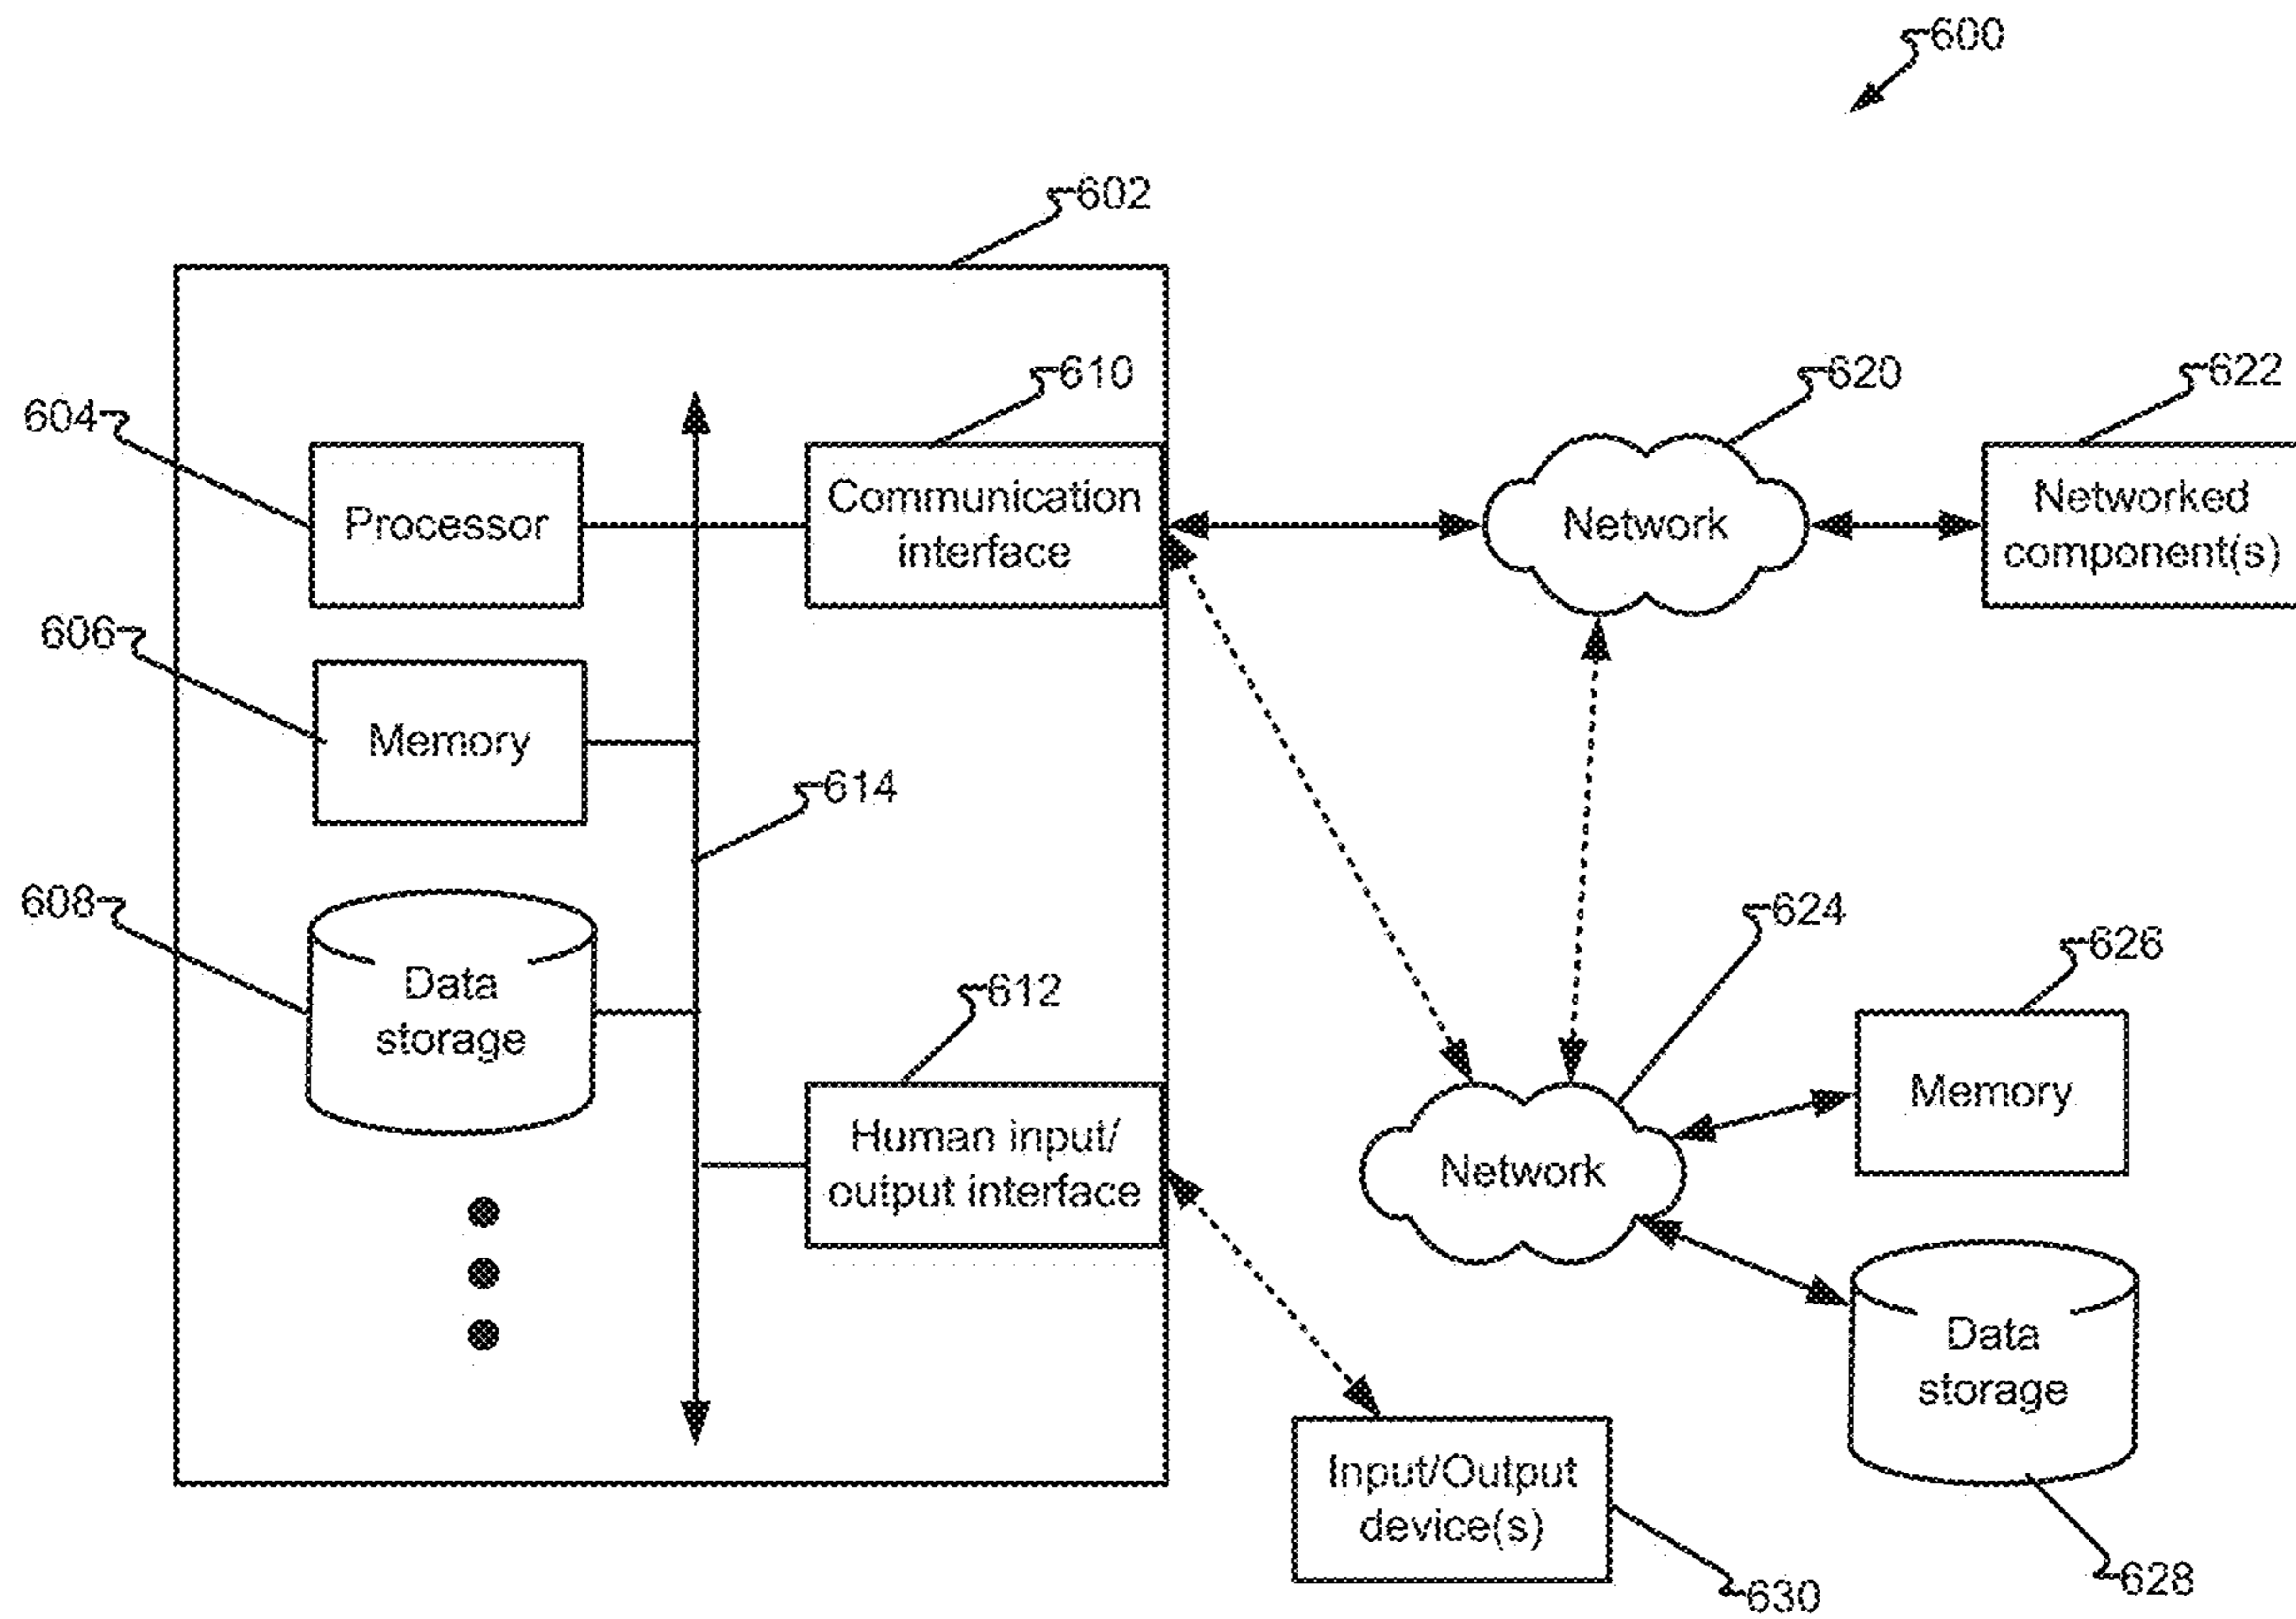 600
602
610
620
622
604
Processor
Communication
interface
Network
Networked
component(s)
606
Memory
614
608
Data
storage
624
626
612
Memory
Human input/
output interface
Network
Data
storage
Input/Output
device(s)
630
628